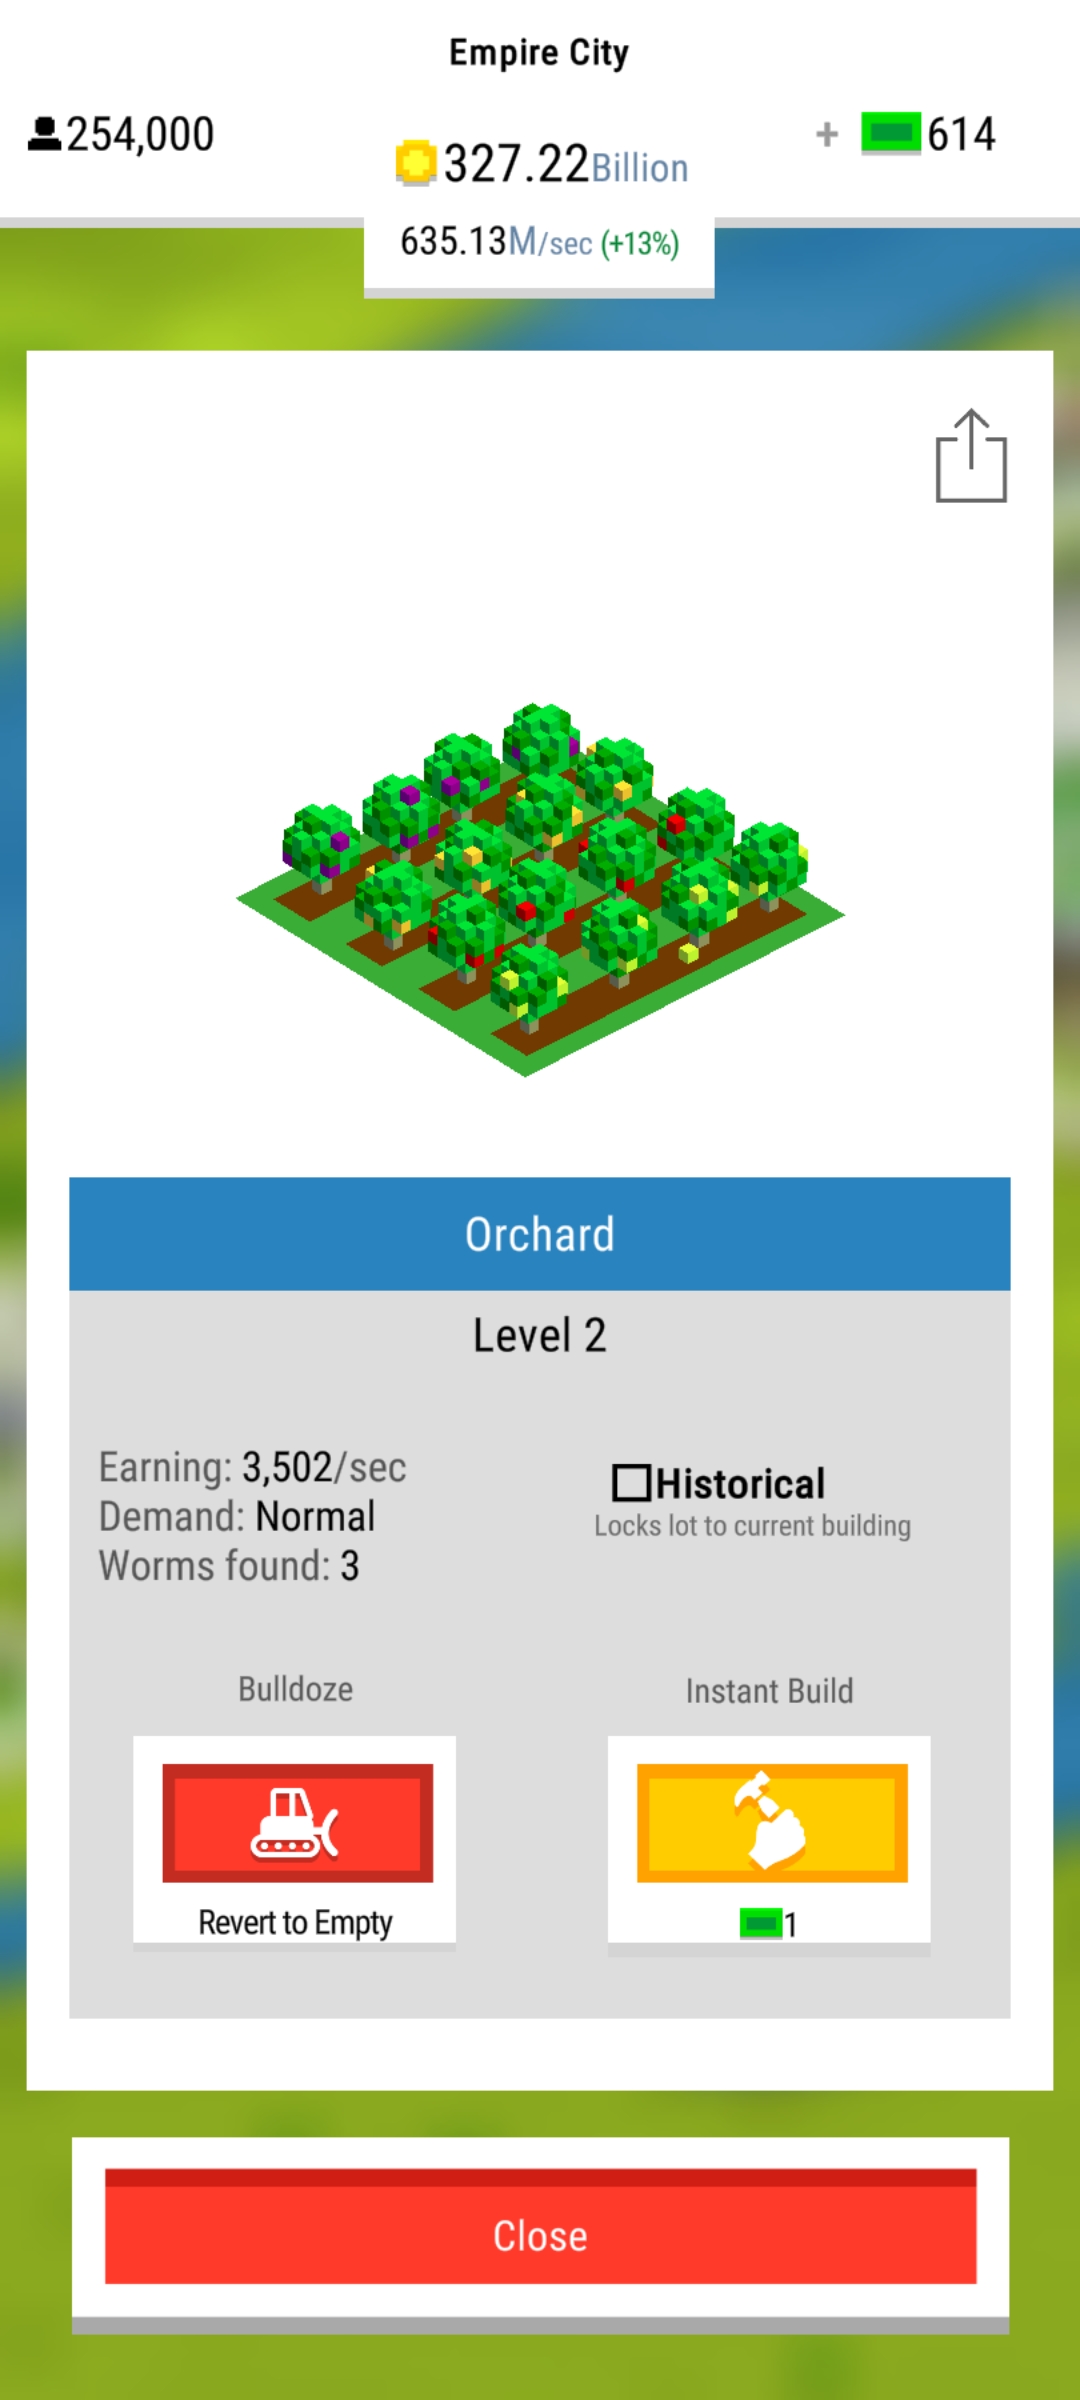 Empire City
254,000
+ 614
327.22Billion
635.13M/sec (+13%)
Orchard
Level 2
Earning: 3,502/sec
Demand: Normal
Worms found: 3
Historical
Locks lot to current building
Bulldoze
Instant Build
Revert to Empty
1
Close